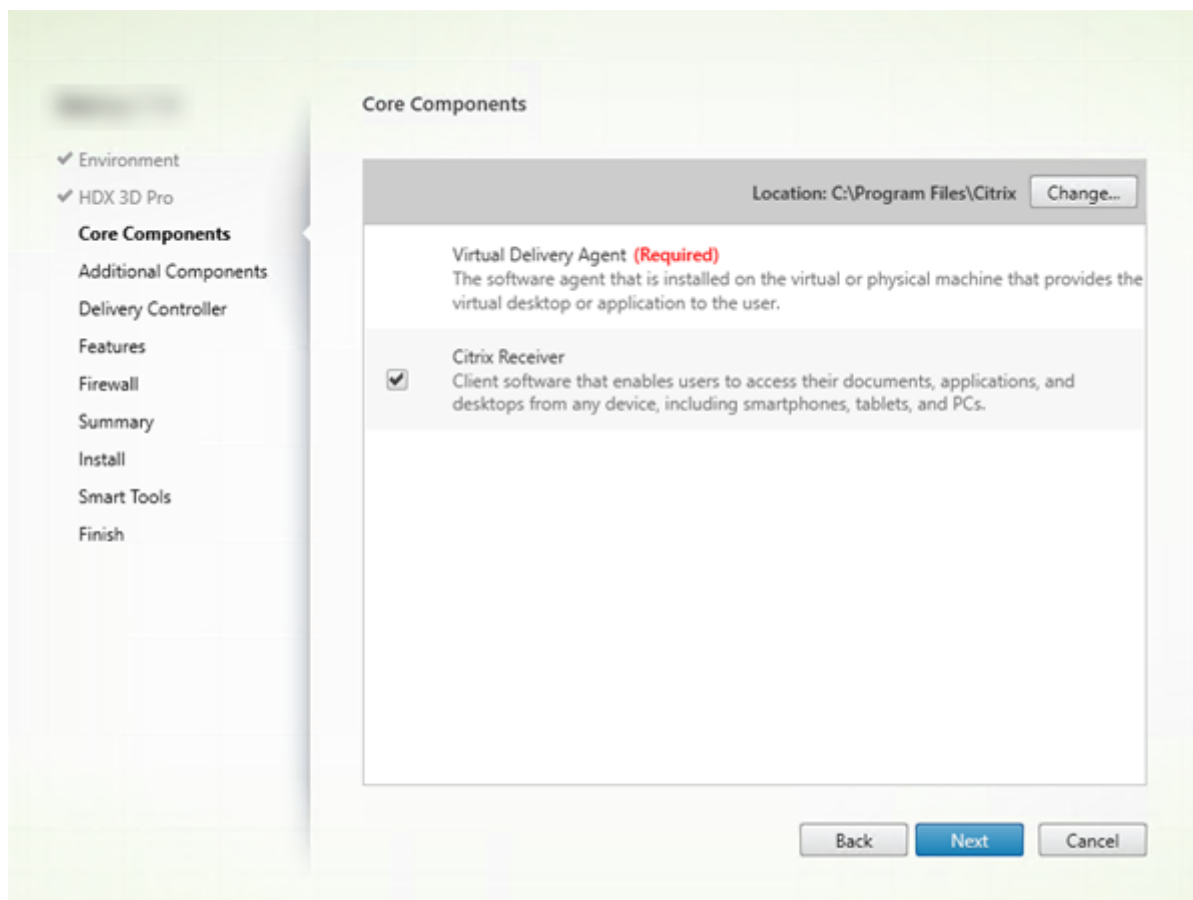 Core Components
Environment
HDX 3D Pro
Core Components
Additional Components
Delivery Controller
Features
Firewall
Summary
Install
Smart Tools
Finish
Location: C:\Program Files\Citrix
Change...
Virtual Delivery Agent (Required)
The software agent that is installed on the virtual or physical machine that provides the
virtual desktop or application to the user.
Citrix Receiver
Client software that enables users to access their documents, applications, and
desktops from any device, including smartphones, tablets, and PCs.
Back
Next
Cancel